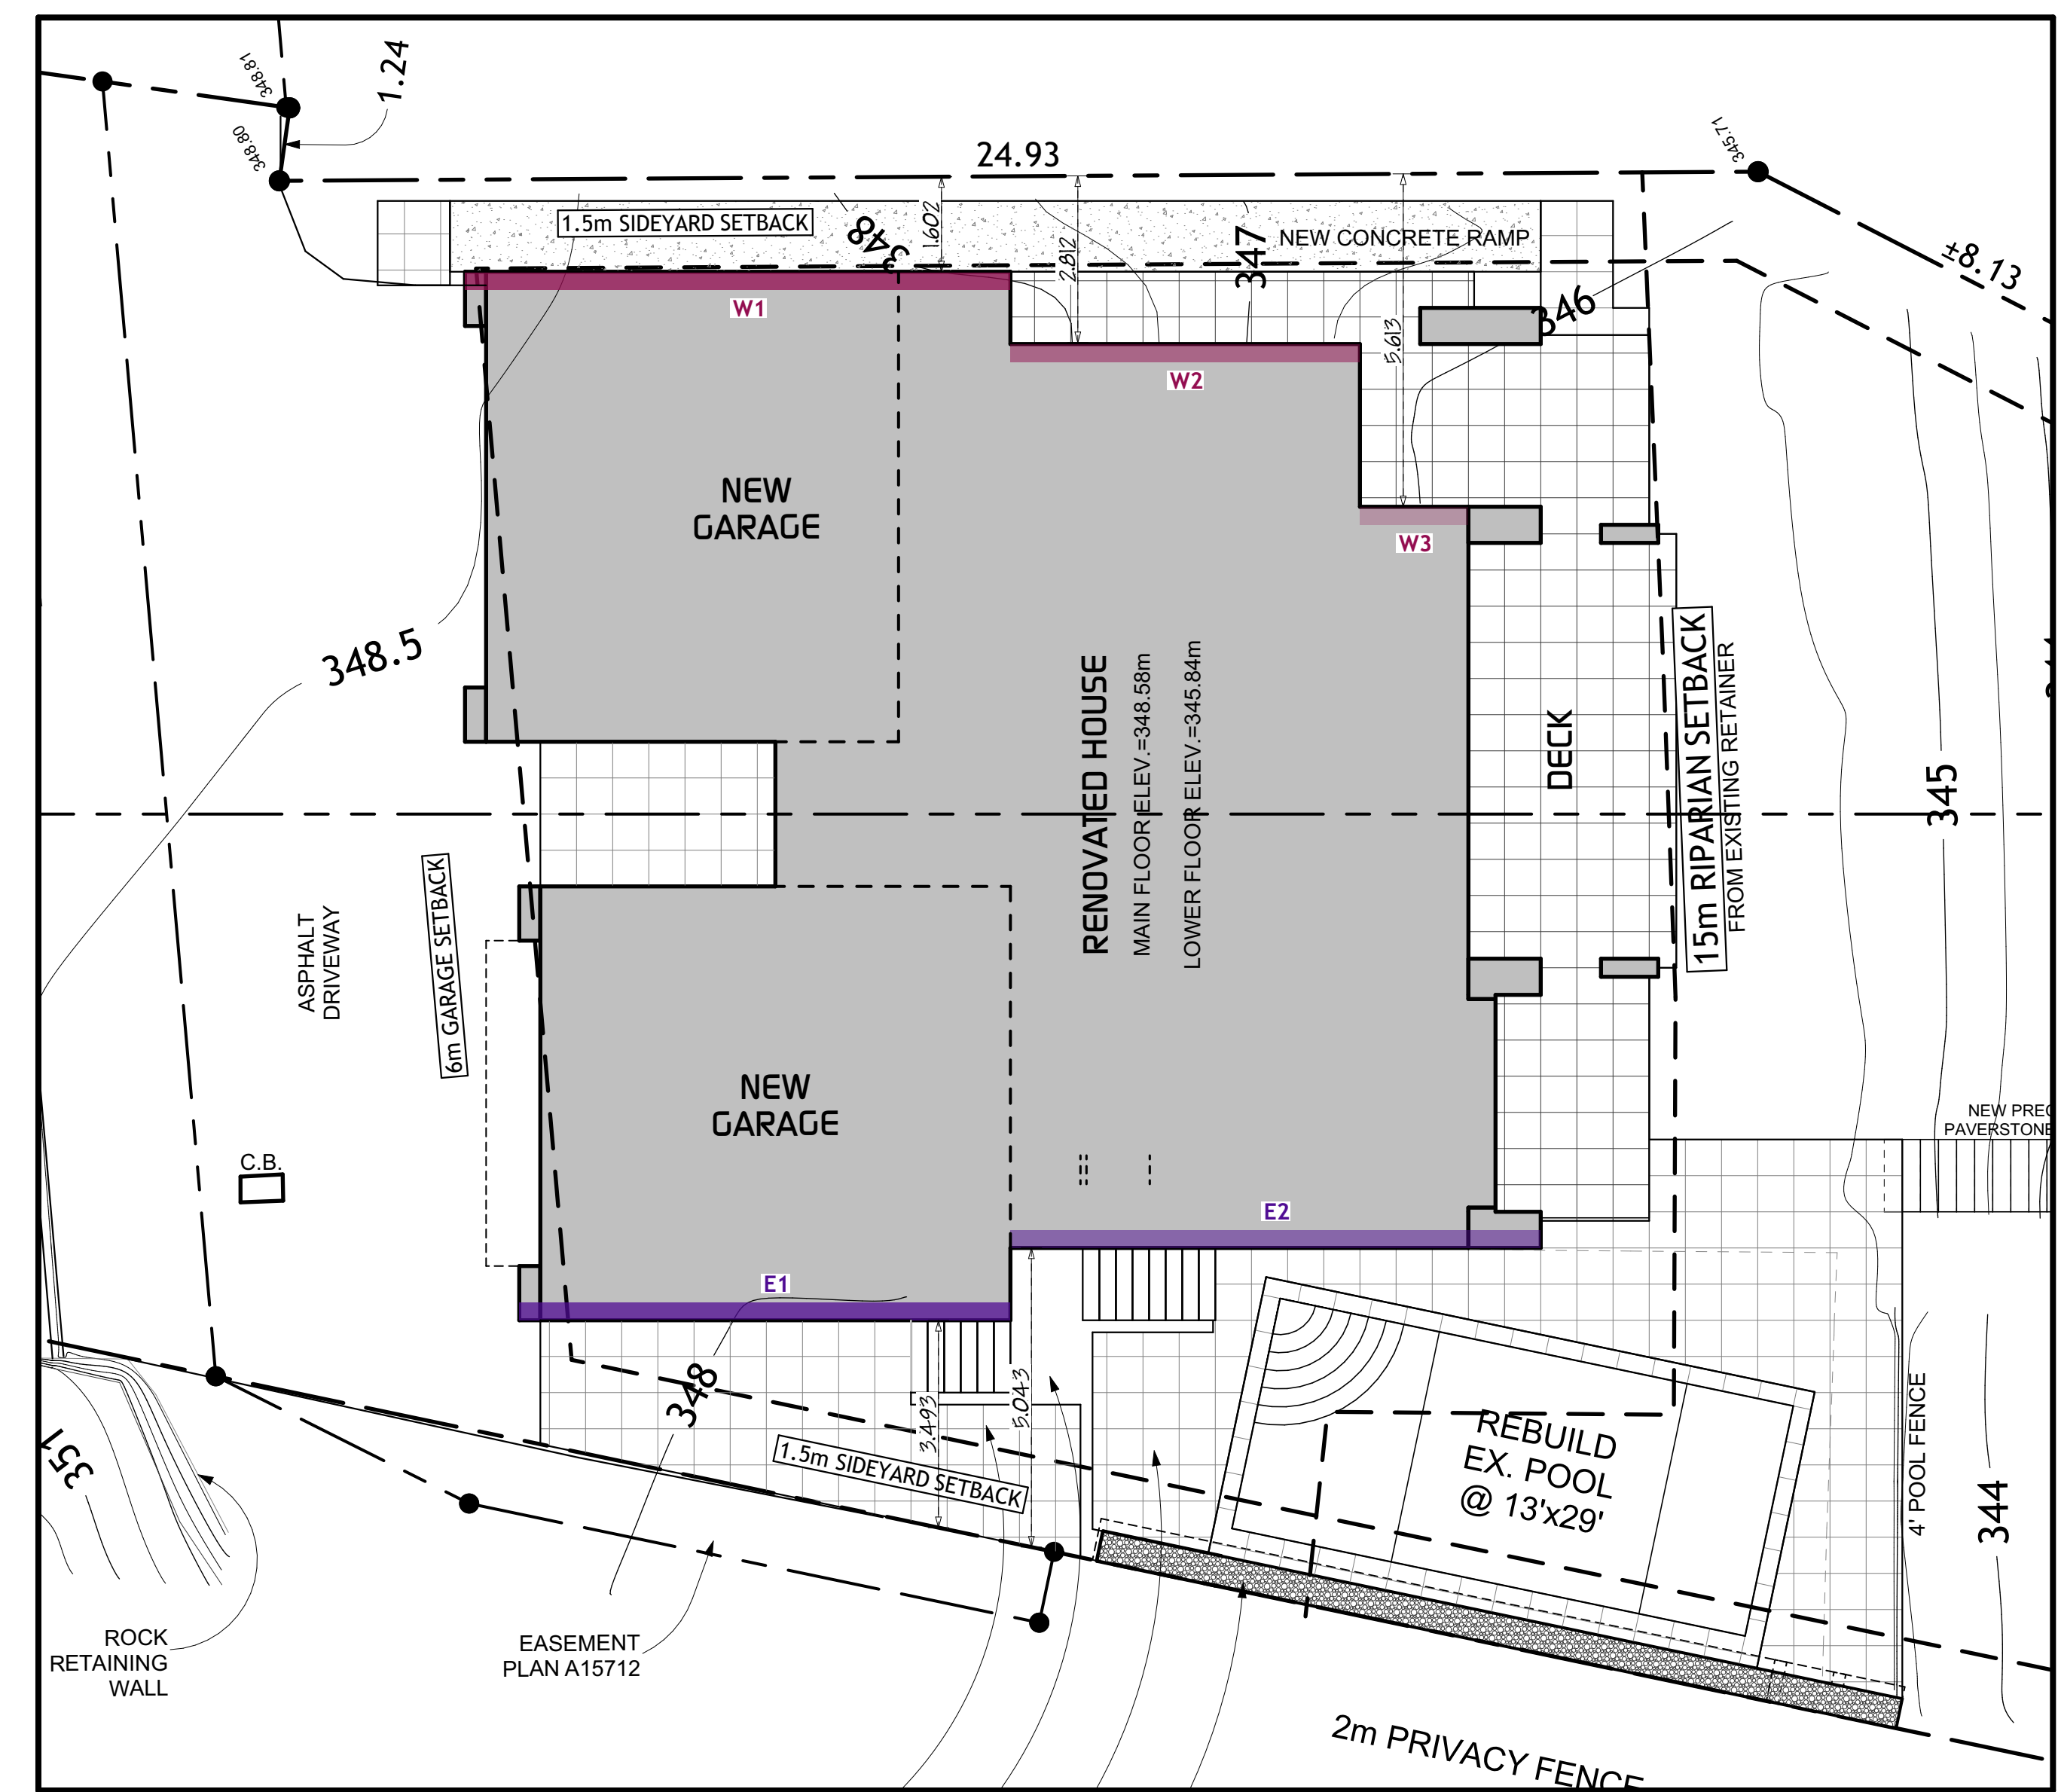 348.81
1.24
348.80
24.93
345.71
1.5m SIDEYARD SETBACK
348
1.602
2.812
347
NEW CONCRETE RAMP
±8.13
346
W1
5.613
W2
NEW
GARAGE
W3
348.5
RENOVATED HOUSE
MAIN FLOOR ELEV.=348.58m
LOWER FLOOR ELEV.=345.84m
DECK
15m RIPARIAN SETBACK
FROM EXISTING RETAINER
345
ASPHALT
DRIVEWAY
6m GARAGE SETBACK
NEW
GARAGE
NEW PREC
PAVERSTONE
C.B.
E2
E1
348
3.493
5.043
1.5m SIDEYARD SETBACK
REBUILD
EX. POOL
@ 13'x29'
4' POOL FENCE
344
351
ROCK
RETAINING
WALL
EASEMENT
PLAN A15712
2m PRIVACY FENCE